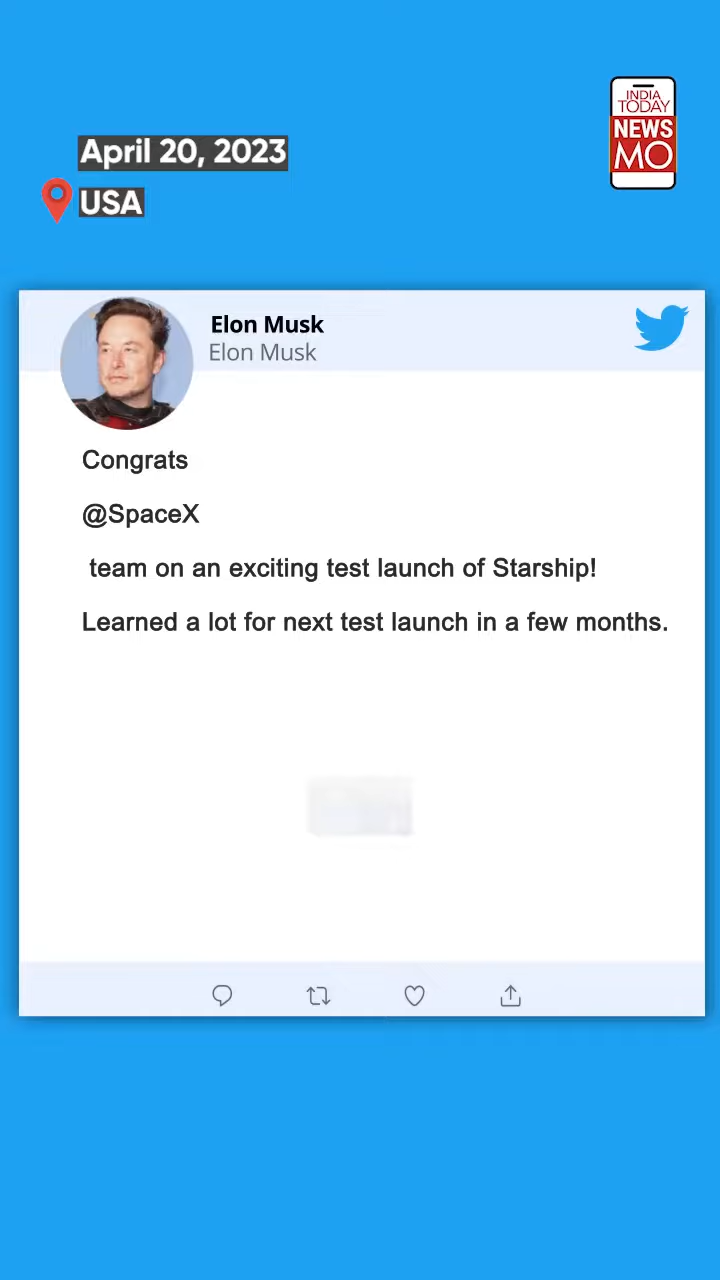 INDIA
TODAY
NEWS
MO
April 20, 2023
USA
Elon Musk
Elon Musk
Congrats
@SpaceX
team on an exciting test launch of Starship!
Learned a lot for next test launch in a few months.